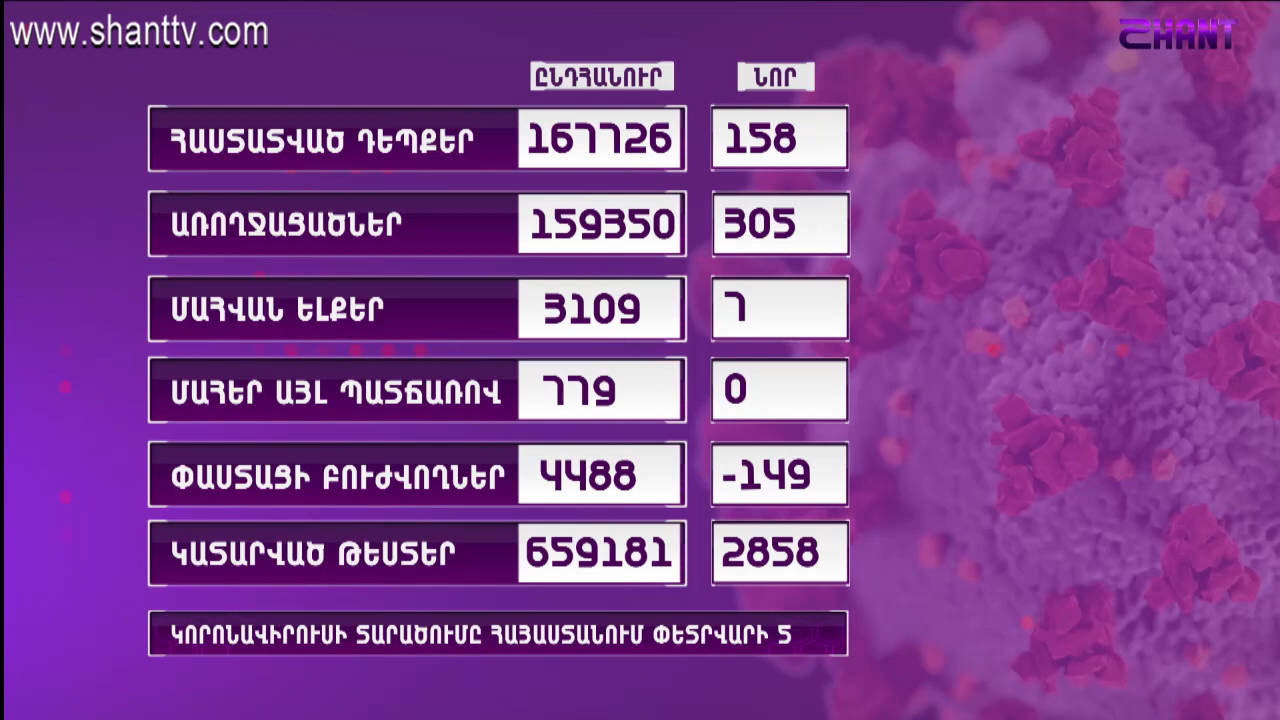 www.shanttv.com
SHANT
ԸՆԴՀԱՆՈՒՐ ՆՈՐ
ՀԱՍՏԱՏՎԱԾ ԴԵՊՔԵՐ 167726 158
ԱՌՈՂՋԱՑԱԾՆԵՐ 159350 305
ՄԱՀՎԱՆ ԵԼՔԵՐ 3109 7
ՄԱՀԵՐ ԱՅԼ ՊԱՏՃԱՌՈՎ 779 0
ՓԱՍՏԱՑԻ ԲՈՒԺՎՈՂՆԵՐ 4488 -149
ԿԱՏԱՐՎԱԾ ԹԵՍՏԵՐ 659181 2858
ԿՈՐՈՆԱՎԻՐՈՒՍԻ ՏԱՐԱԾՈՒՄԸ ՀԱՅԱՍՏԱՆՈՒՄ ՓԵՏՐՎԱՐԻ 5